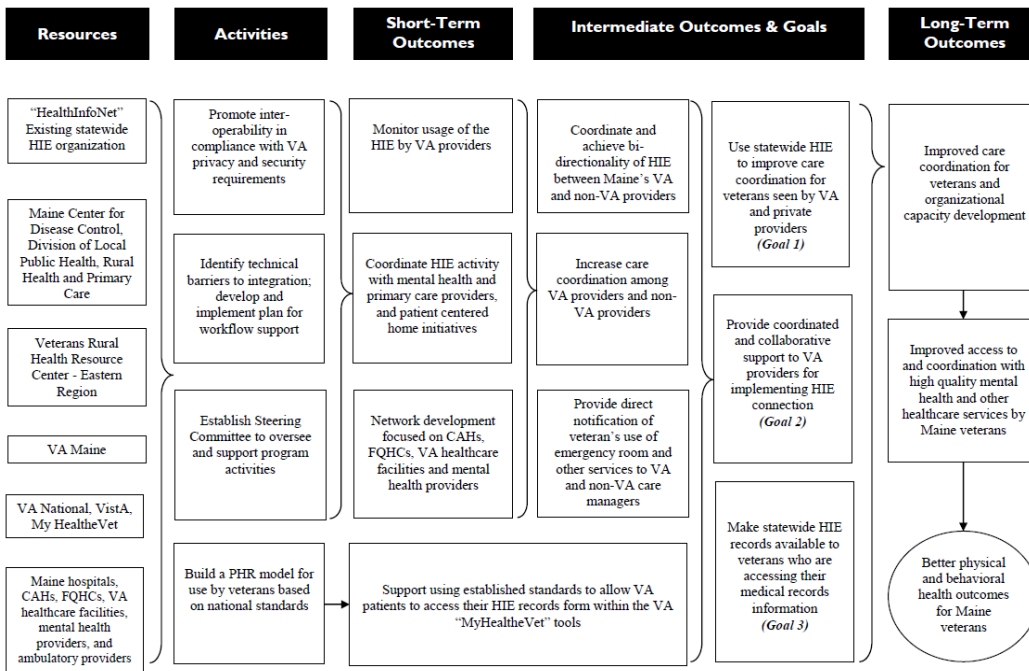 Resources
Activities
Short-Term
Outcomes
Intermediate Outcomes & Goals
Long-Term
Outcomes
“HealthInfoNet”
Existing statewide
HIE organization
Maine Center for
Disease Control,
Division of Local
Public Health, Rural
Health and Primary
Care
Veterans Rural
Health Resource
Center - Eastern
Region
VA Maine
VA National, VistA,
My HealtheVet
Maine hospitals,
CAHs, FQHCs, VA
healthcare facilities,
mental health
providers, and
ambulatory providers
Promote inter-
operability in
compliance with VA
privacy and security
requirements
Identify technical
barriers to integration;
develop and
implement plan for
workflow support
Establish Steering
Committee to oversee
and support program
activities
Build a PHR model for
use by veterans based
on national standards
Monitor usage of the
HIE by VA providers
Coordinate HIE activity
with mental health and
primary care providers,
and patient centered
home initiatives
Network development
focused on CAHs,
FQHCs, VA healthcare
facilities and mental
health providers
Support using established standards to allow VA
patients to access their HIE records form within the VA
“MyHealtheVet” tools
Coordinate and
achieve bi-
directionality of HIE
between Maine’s VA
and non-VA providers
Increase care
coordination among
VA providers and non-
VA providers
Provide direct
notification of
veteran’s use of
emergency room and
other services to VA
and non-VA care
managers
Use statewide HIE
to improve care
coordination for
veterans seen by VA
and private
providers
(Goal 1)
Provide coordinated
and collaborative
support to VA
providers for
implementing HIE
connection
(Goal 2)
Make statewide HIE
records available to
veterans who are
accessing their
medical records
information
(Goal 3)
Improved care
coordination for
veterans and
organizational
capacity development
Improved access to
and coordination with
high quality mental
health and other
healthcare services by
Maine veterans
Better physical
and behavioral
health outcomes
for Maine
veterans